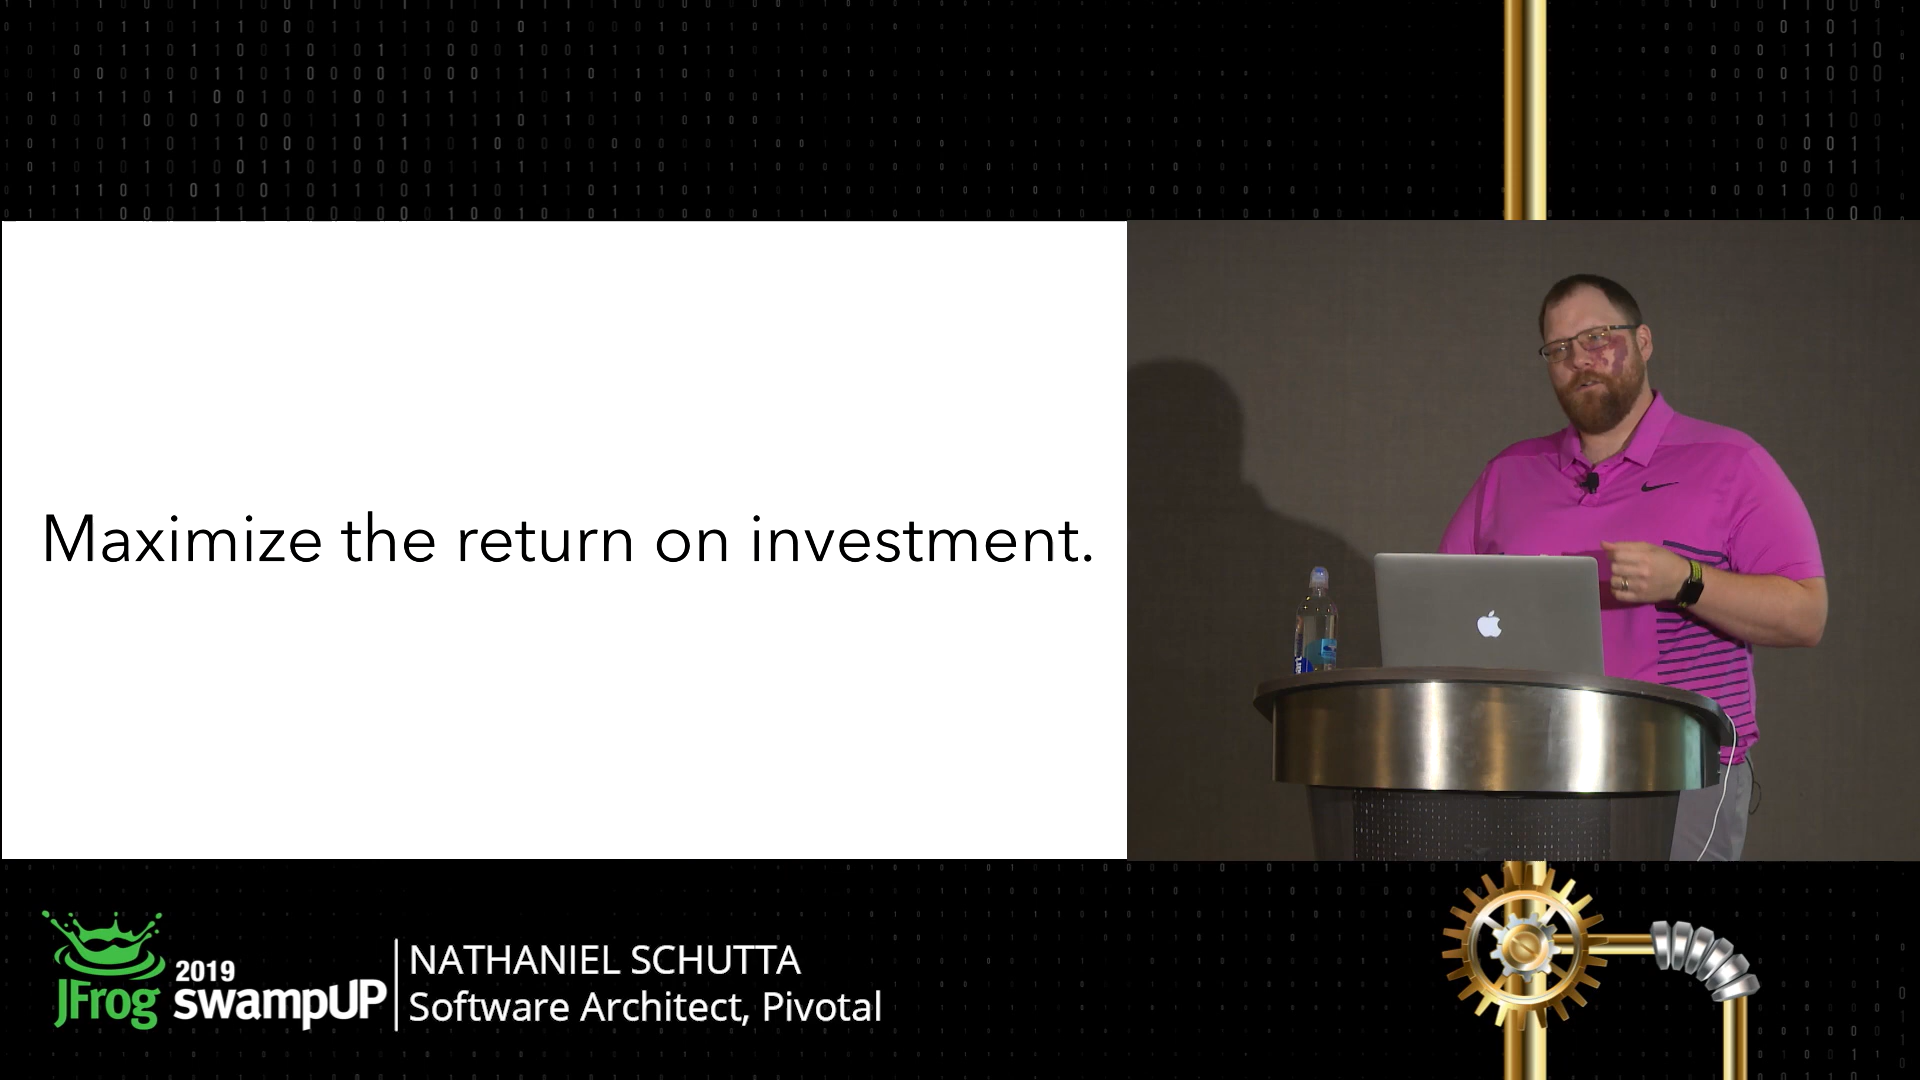 Maximize the return on investment.
2019
JFrog swampUP
NATHANIEL SCHUTTA
Software Architect, Pivotal